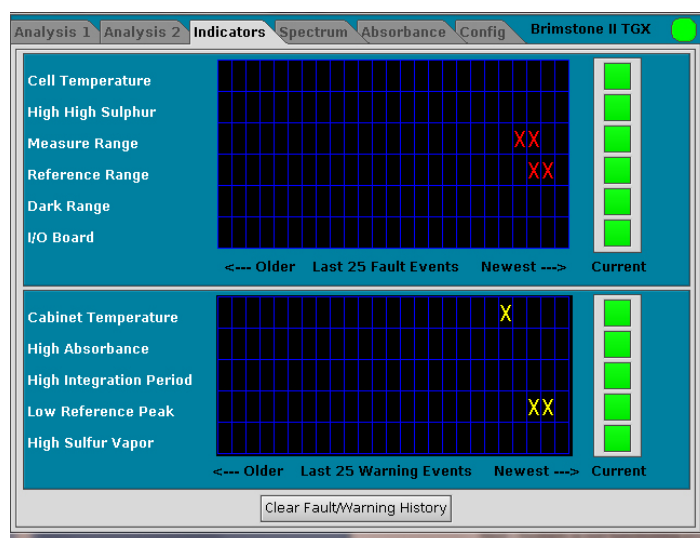 Analysis 1 Analysis 2 Indicators Spectrum Absorbance Config Brimstone II TGX
Cell Temperature
High High Sulphur
Measure Range XX
Reference Range XX
Dark Range
I/O Board
<--- Older Last 25 Fault Events Newest ---> Current
Cabinet Temperature X
High Absorbance
High Integration Period
Low Reference Peak XX
High Sulfur Vapor
<--- Older Last 25 Warning Events Newest ---> Current
Clear Fault/Warning History